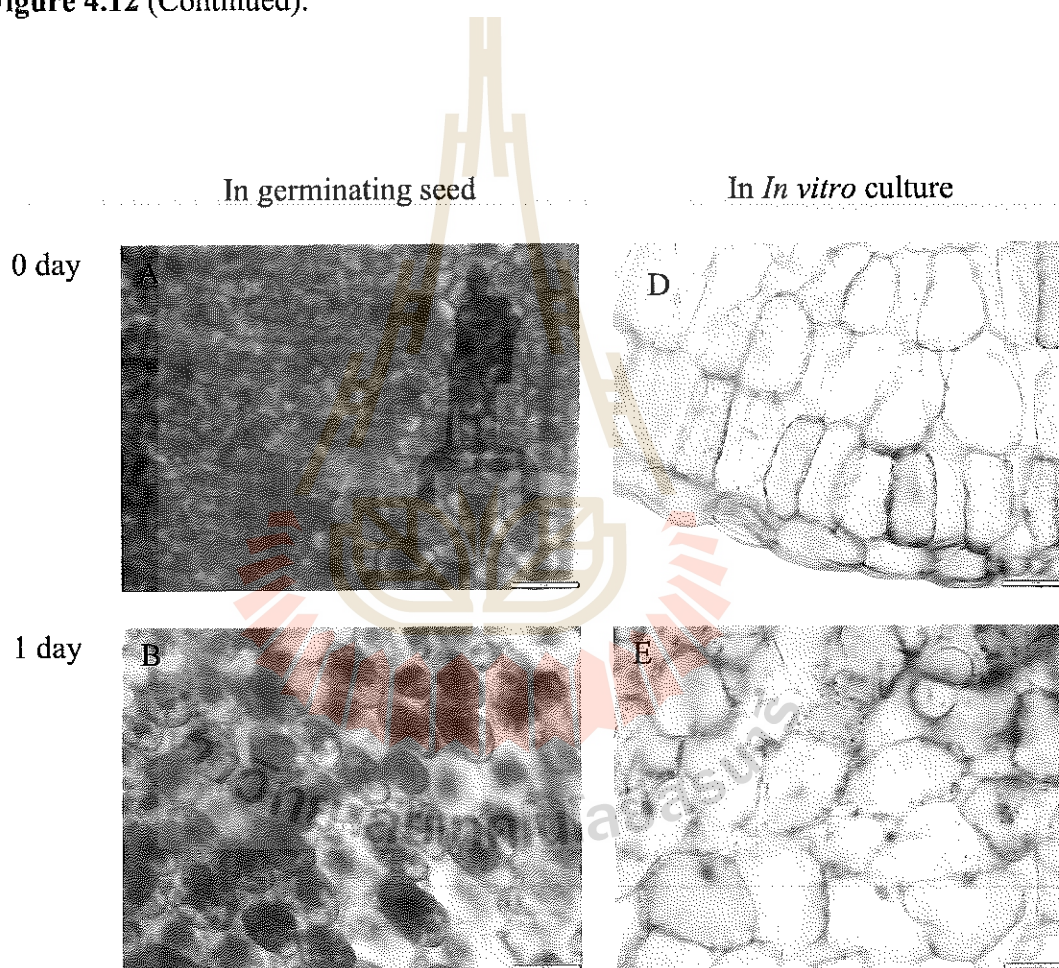 Figure 4.12 (Continued).
In germinating seed
In In vitro culture
0 day
A
D
1 day
B
E